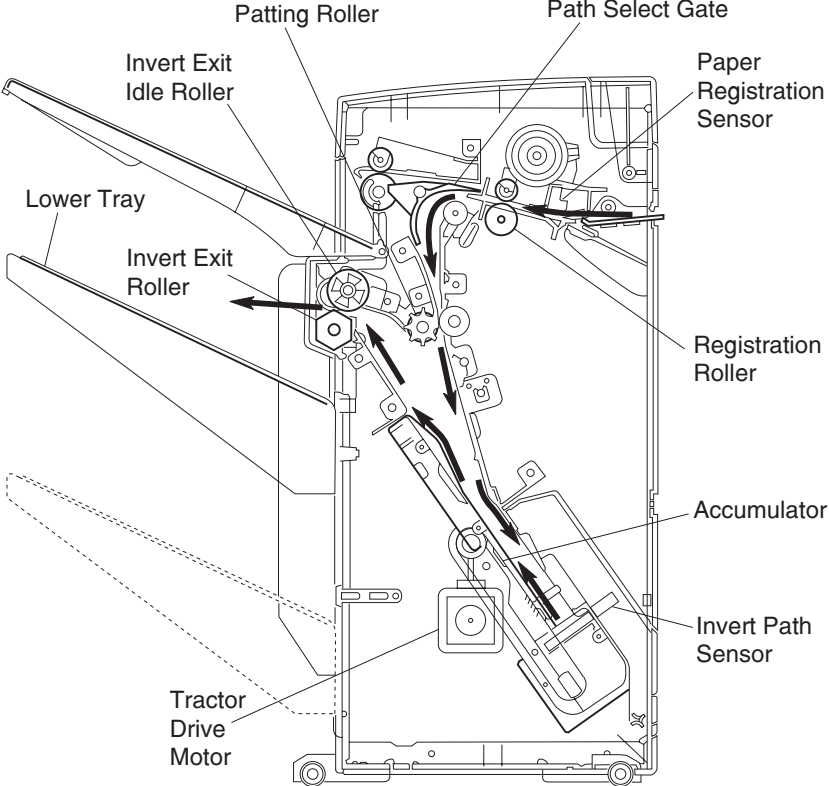 Patting Roller
Path Select Gate
Invert Exit
Idle Roller
Paper
Registration
Sensor
Lower Tray
Invert Exit
Roller
Registration
Roller
Accumulator
Invert Path
Sensor
Tractor
Drive
Motor